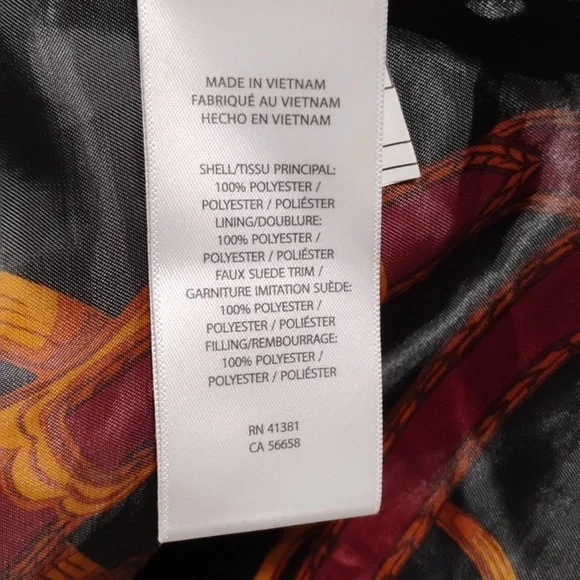 MADE IN VIETNAM
FABRIQUÉ AU VIETNAM
HECHO EN VIETNAM
SHELL/TISSU PRINCIPAL:
100% POLYESTER /
POLYESTER / POLIÉSTER
LINING/DOUBLURE:
100% POLYESTER /
POLYESTER / POLIÉSTER
FAUX SUEDE TRIM /
GARNITURE IMITATION SUÈDE:
100% POLYESTER /
POLYESTER / POLIÉSTER
FILLING/REMBOURRAGE:
100% POLYESTER /
POLYESTER / POLIÉSTER
RN 41381
CA 56658